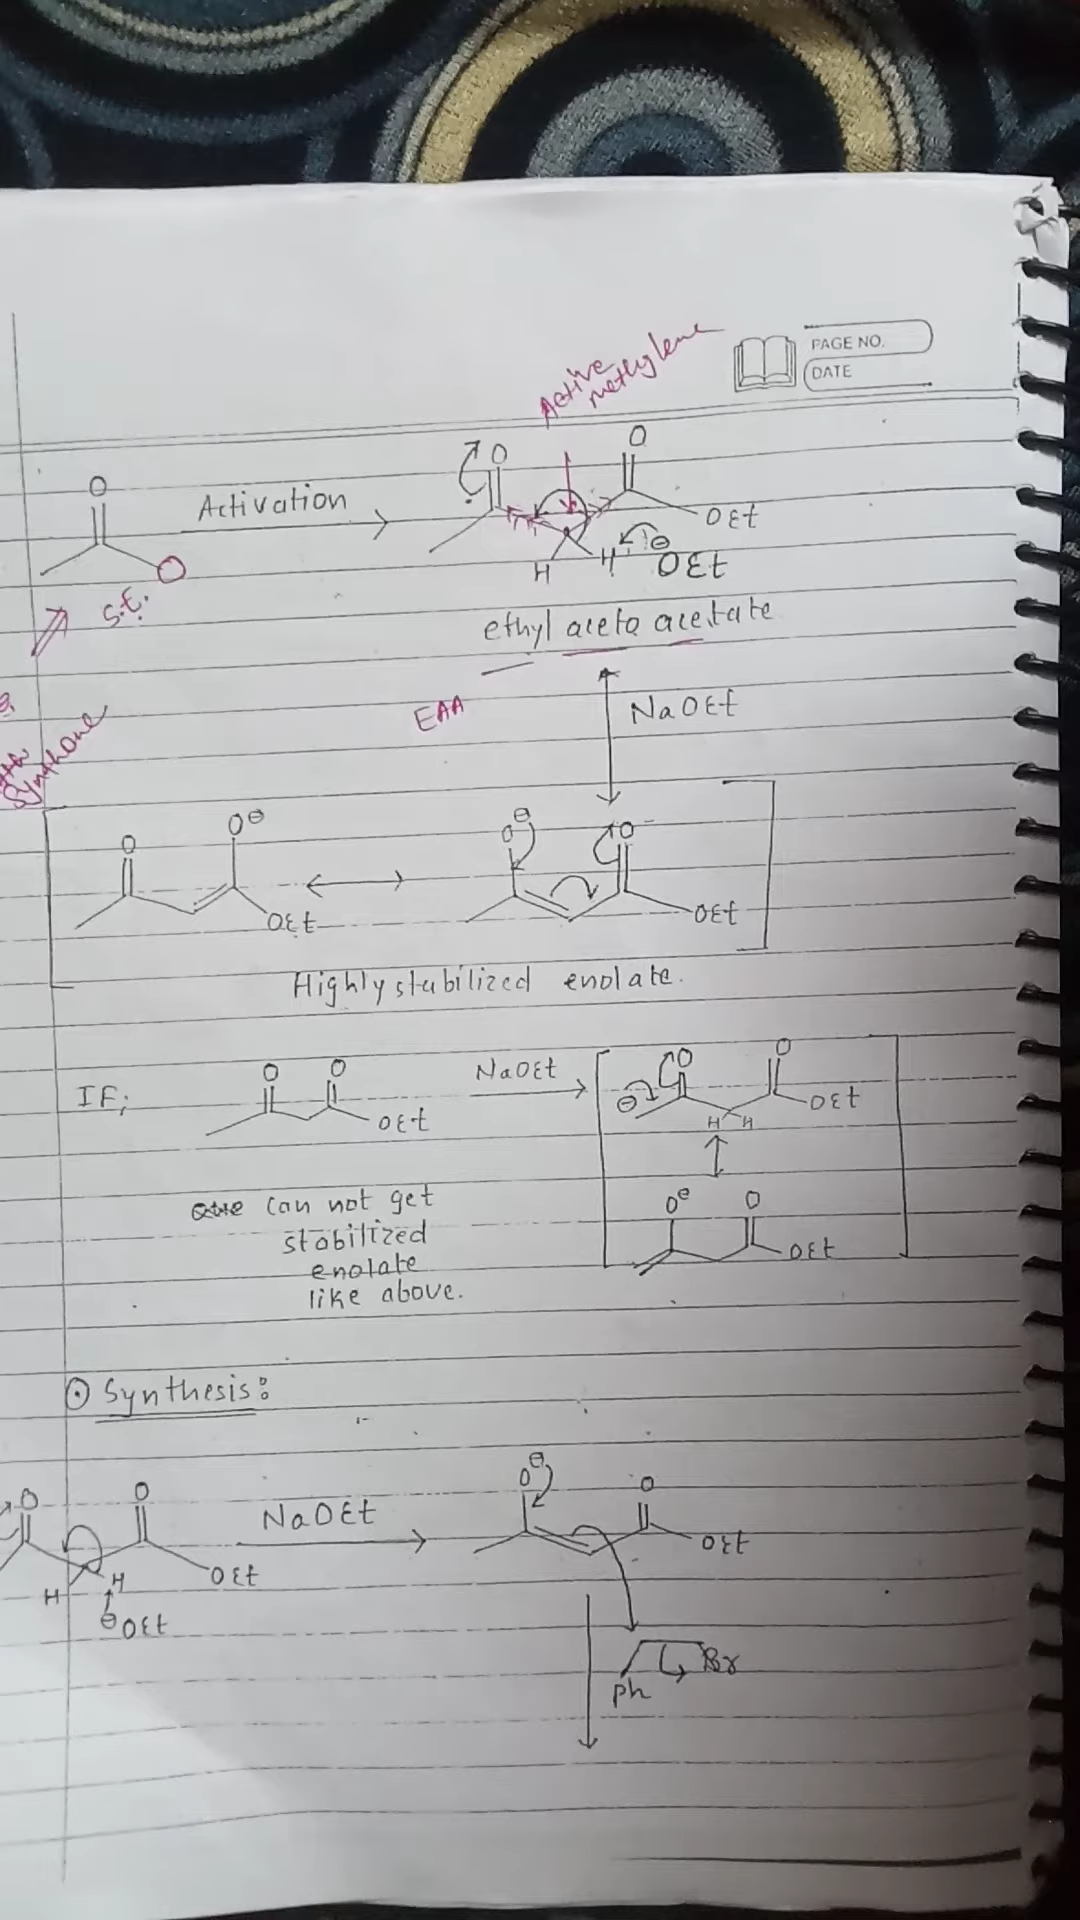 PAGE NO.
DATE
Active
methylene
O
O
O
Activation
OEt
H
H
⊖
OEt
O
S.E.
ethyl aceto acetate
EAA
NaOEt
Synthone
O
O⊖
O⊖
O
OEt
OEt
Highly stabilized enolate.
IF;
O
O
OEt
NaOEt
O
O
⊖
OEt
H
H
can not get
stabilized
enolate
like above.
O⊖
O
OEt
⊙ Synthesis:
O
O
H
H
OEt
⊖OEt
NaOEt
O⊖
O
OEt
Br
Ph